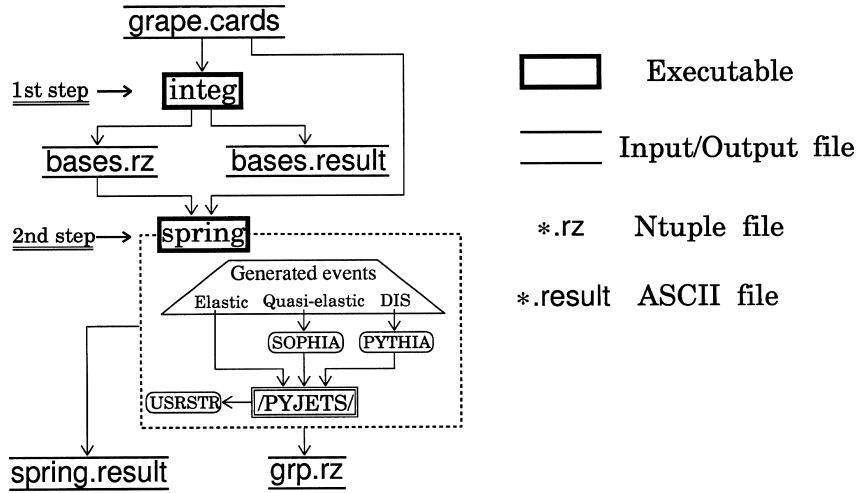 grape.cards
1st step
integ
Executable
bases.rz
bases.result
Input/Output file
2nd step
spring
*.rz Ntuple file
Generated events
Elastic Quasi-elastic DIS
*.result ASCII file
SOPHIA
PYTHIA
USRSTR
/PYJETS/
spring.result
grp.rz